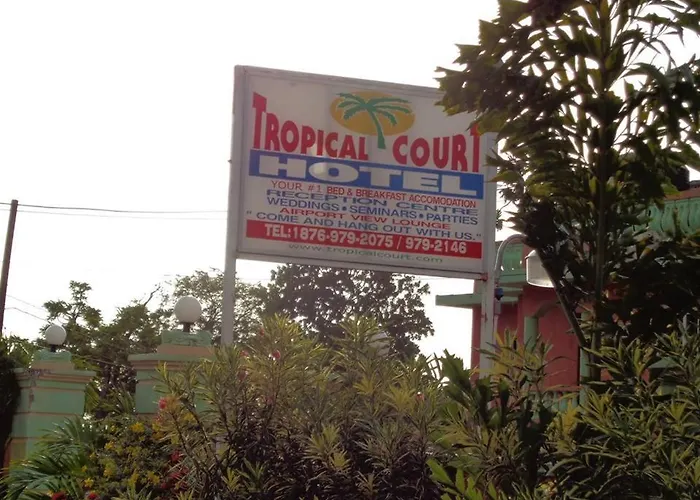 TROPICAL COURT
HOTEL
YOUR #1 BED & BREAKFAST ACCOMODATION
RECEPTION CENTRE
WEDDINGS • SEMINARS • PARTIES
AIRPORT VIEW LOUNGE
"COME AND HANG OUT WITH US."
TEL:1876-979-2075 / 979-2146
www.tropicalcourt.com